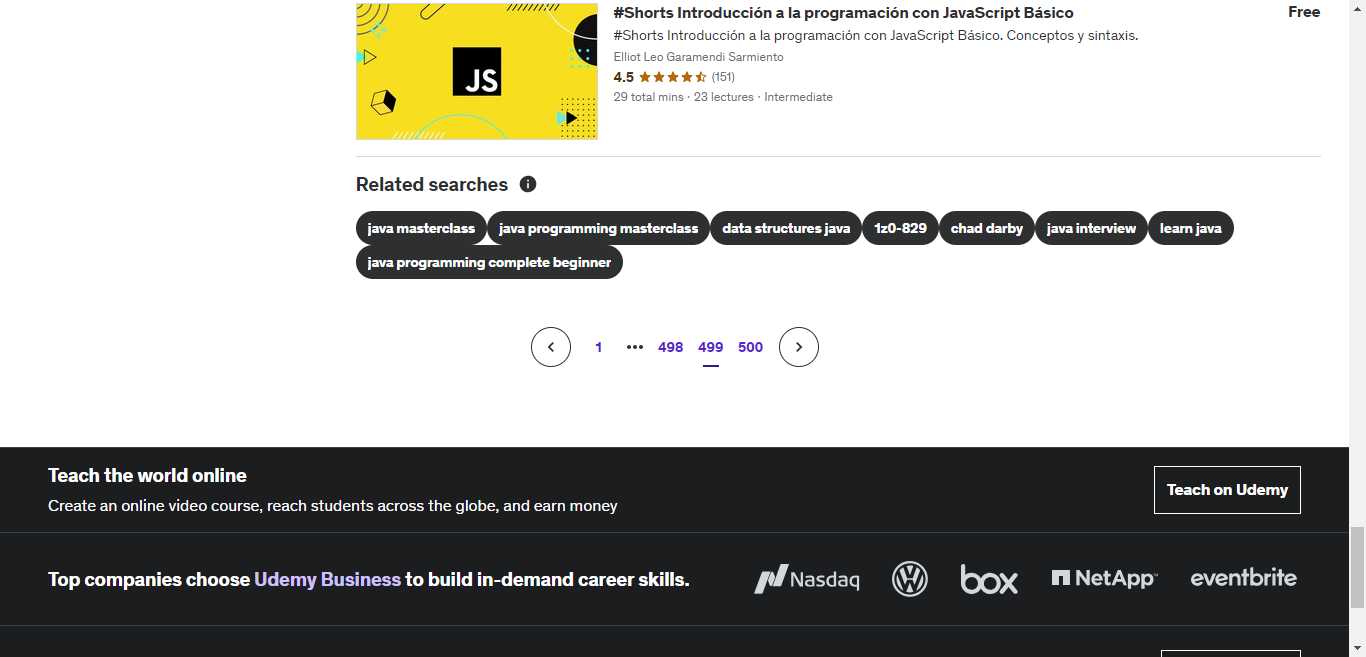 #Shorts Introducción a la programación con JavaScript Básico
Free
#Shorts Introducción a la programación con JavaScript Básico. Conceptos y sintaxis.
Elliot Leo Garamendi Sarmiento
4.5 (151)
29 total mins · 23 lectures · Intermediate
JS
Related searches
java masterclass java programming masterclass data structures java 1z0-829 chad darby java interview learn java
java programming complete beginner
1 ••• 498 499 500
Teach the world online
Create an online video course, reach students across the globe, and earn money
Teach on Udemy
Top companies choose Udemy Business to build in-demand career skills.
Nasdaq box NetApp eventbrite